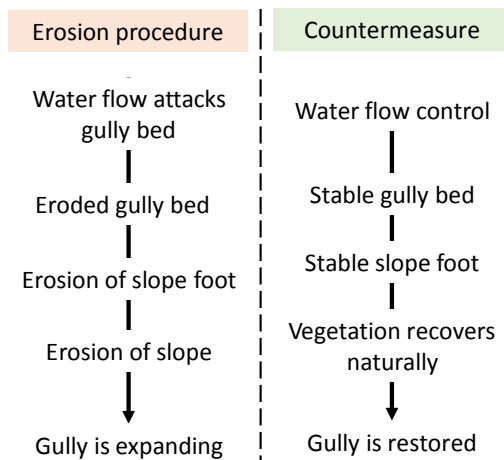 Erosion procedure
Water flow attacks
gully bed
Eroded gully bed
Erosion of slope foot
Erosion of slope
Gully is expanding
Countermeasure
Water flow control
Stable gully bed
Stable slope foot
Vegetation recovers
naturally
Gully is restored